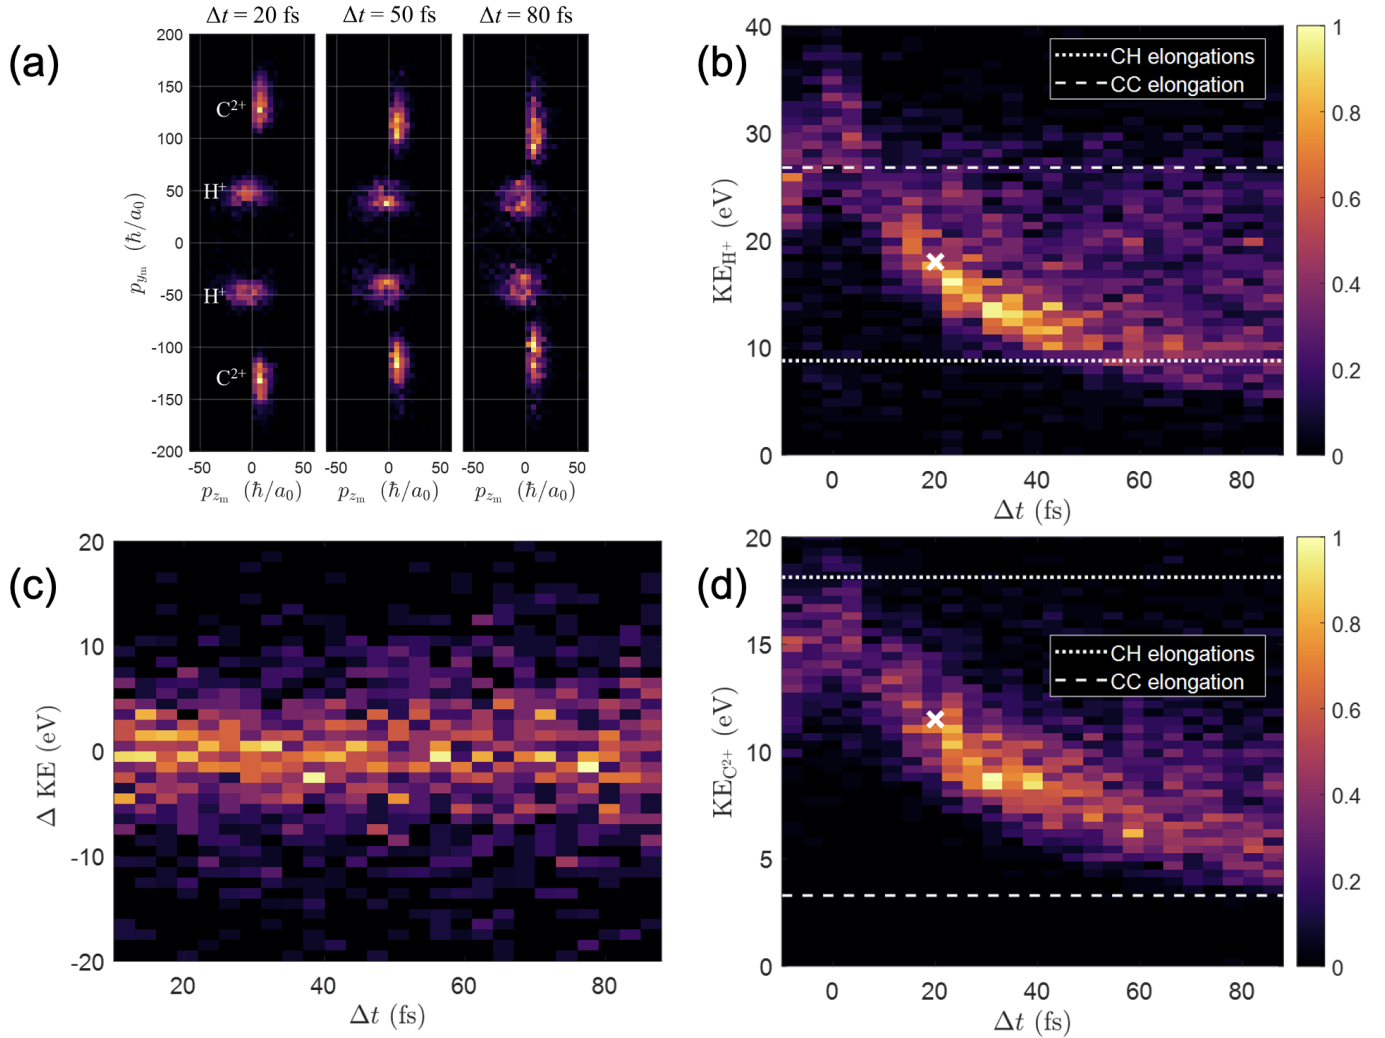 (a)
Δt = 20 fs
Δt = 50 fs
Δt = 80 fs
200
150
100
50
0
-50
-100
-150
-200
p_{y_m} (ħ/a_0)
C²⁺
H⁺
H⁺
C²⁺
-50
0
50
-50
0
50
-50
0
50
p_{z_m} (ħ/a_0)
p_{z_m} (ħ/a_0)
p_{z_m} (ħ/a_0)
(b)
40
30
20
10
0
KE_{H⁺} (eV)
CH elongations
CC elongation
0
20
40
60
80
Δt (fs)
1
0.8
0.6
0.4
0.2
0
(c)
20
10
0
-10
-20
Δ KE (eV)
20
40
60
80
Δt (fs)
(d)
20
15
10
5
0
KE_{C²⁺} (eV)
CH elongations
CC elongation
0
20
40
60
80
Δt (fs)
1
0.8
0.6
0.4
0.2
0